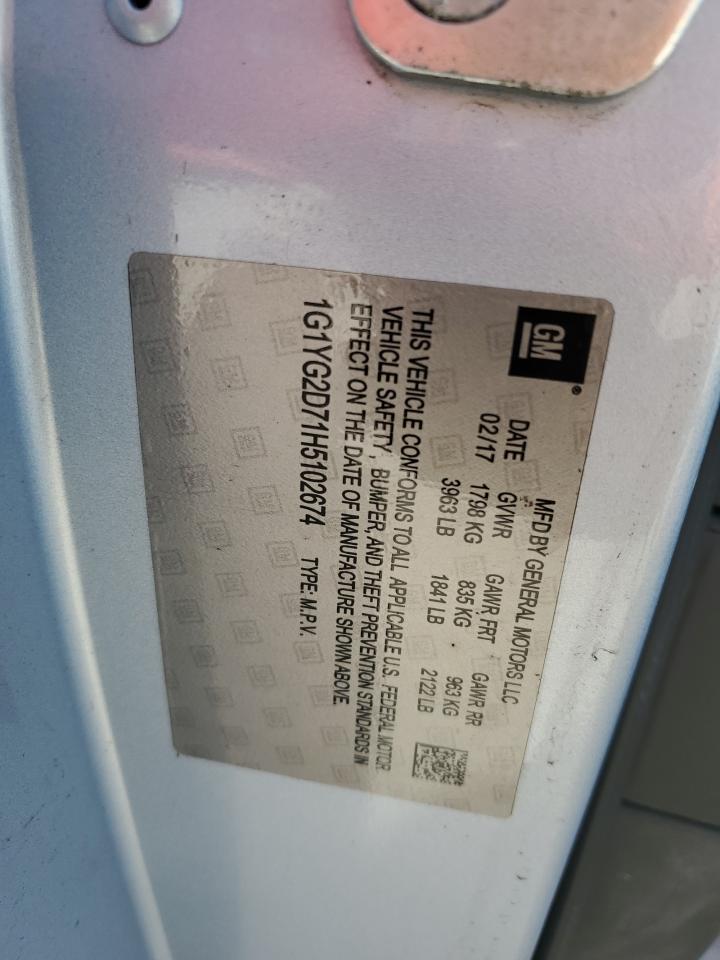 GM®
MFD BY GENERAL MOTORS LLC
DATE GVWR GAWR FRT GAWR RR
02/17 1798 KG 835 KG 963 KG
3963 LB 1841 LB 2122 LB
THIS VEHICLE CONFORMS TO ALL APPLICABLE U.S. FEDERAL MOTOR
VEHICLE SAFETY, BUMPER, AND THEFT PREVENTION STANDARDS IN
EFFECT ON THE DATE OF MANUFACTURE SHOWN ABOVE.
1G1YG2D71H5102674 TYPE: M.P.V.